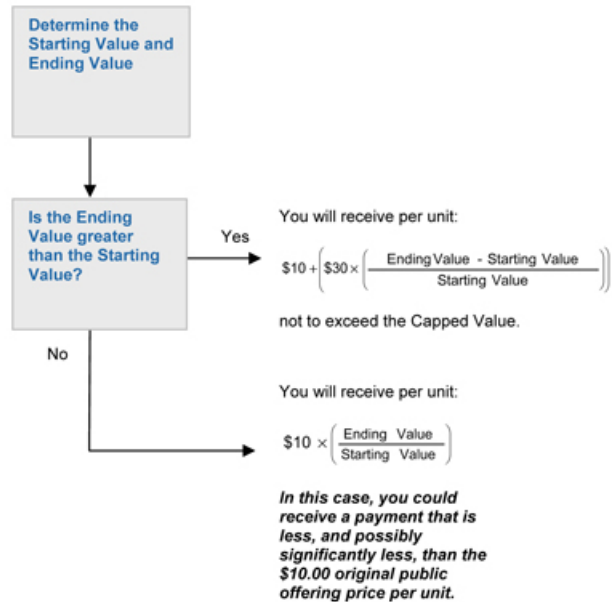 Determine the
Starting Value and
Ending Value
Is the Ending
Value greater
than the Starting
Value?
Yes
You will receive per unit:
$10 + ($30 × (Ending Value - Starting Value
Starting Value))
not to exceed the Capped Value.
No
You will receive per unit:
$10 × (Ending Value
Starting Value)
In this case, you could
receive a payment that is
less, and possibly
significantly less, than the
$10.00 original public
offering price per unit.